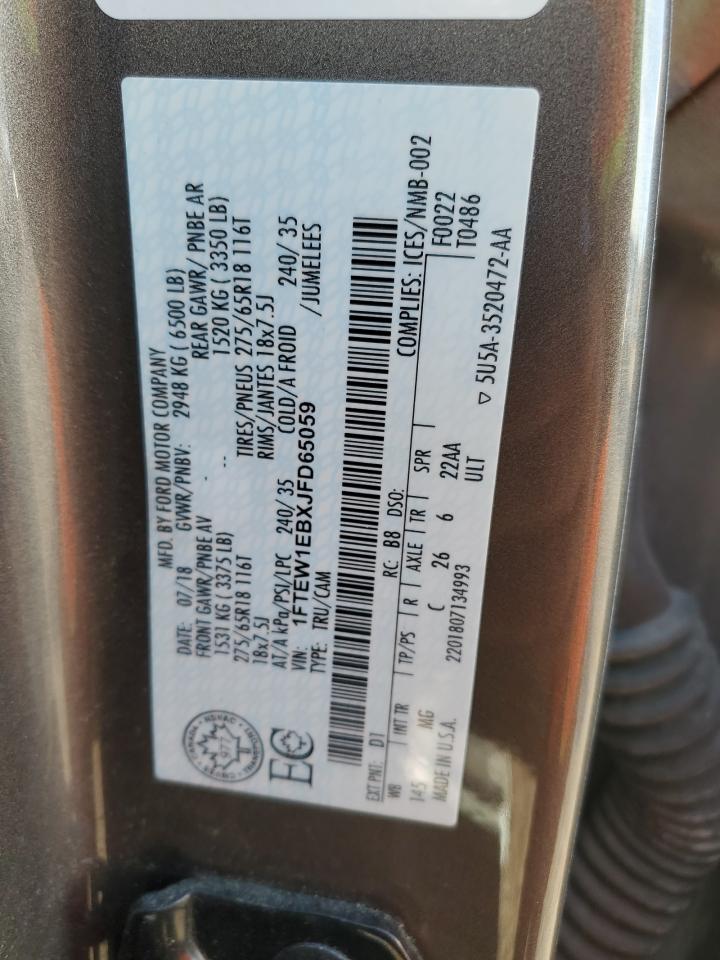 MFD. BY FORD MOTOR COMPANY
DATE: 07/18 GVWR/PNBV: 2948 KG ( 6500 LB)
FRONT GAWR/PNBE AV REAR GAWR/ PNBE AR
1531 KG ( 3375 LB) -- 1520 KG ( 3350 LB)
275/65R18 116T -- TIRES/PNEUS 275/65R18 116T
18x7.5J RIMS/JANTES 18x7.5J
AT/A kPa/PSI/LPC 240/ 35 COLD/A FROID 240/ 35
VIN: 1FTEW1EBXJFD65059 /JUMELEES
TYPE: TRU/CAM
EC
EXT PNT: D1 RC: B8 DSO: COMPLIES: ICES/NMB-002
WB INT TR TP/PS R AXLE TR SPR F0022
145 MG C 26 6 22AA T0486
MADE IN U.S.A. 2201807134993 ULT
▽ 5U5A-3520472-AA